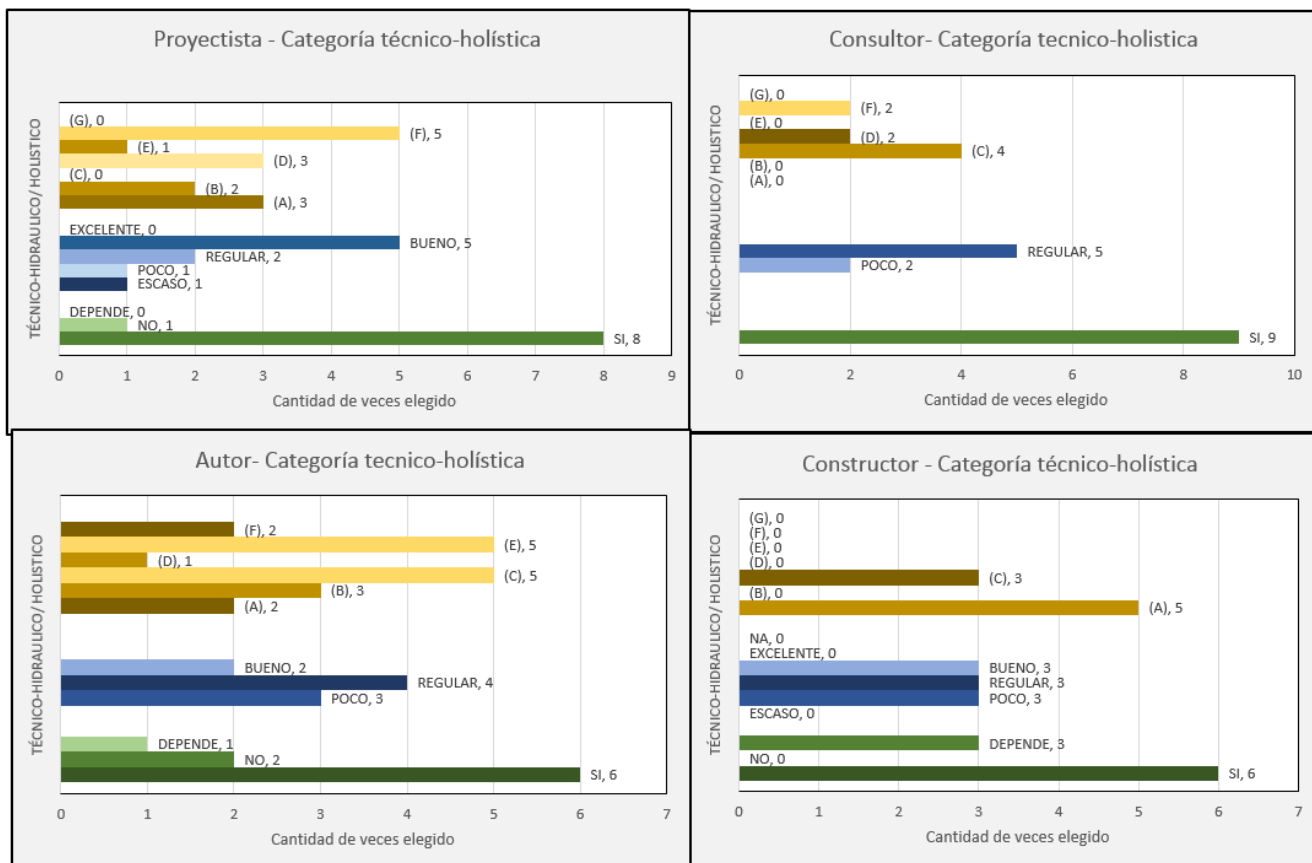 Proyectista - Categoría técnico-holística
TÉCNICO-HIDRAULICO/ HOLISTICO
(G), 0
(F), 5
(E), 1
(D), 3
(C), 0
(B), 2
(A), 3
EXCELENTE, 0
BUENO, 5
REGULAR, 2
POCO, 1
ESCASO, 1
DEPENDE, 0
NO, 1
SI, 8
0 1 2 3 4 5 6 7 8 9
Cantidad de veces elegido
Consultor- Categoría tecnico-holistica
TÉCNICO-HIDRAULICO/ HOLISTICO
(G), 0
(F), 2
(E), 0
(D), 2
(C), 4
(B), 0
(A), 0
REGULAR, 5
POCO, 2
SI, 9
0 2 4 6 8 10
Cantidad de veces elegido
Autor- Categoría tecnico-holística
TÉCNICO-HIDRAULICO/ HOLISTICO
(F), 2
(E), 5
(D), 1
(C), 5
(B), 3
(A), 2
BUENO, 2
REGULAR, 4
POCO, 3
DEPENDE, 1
NO, 2
SI, 6
0 1 2 3 4 5 6 7
Cantidad de veces elegido
Constructor - Categoría técnico-holística
TÉCNICO-HIDRAULICO/ HOLISTICO
(G), 0
(F), 0
(E), 0
(D), 0
(C), 3
(B), 0
(A), 5
NA, 0
EXCELENTE, 0
BUENO, 3
REGULAR, 3
POCO, 3
ESCASO, 0
DEPENDE, 3
NO, 0
SI, 6
0 1 2 3 4 5 6 7
Cantidad de veces elegido